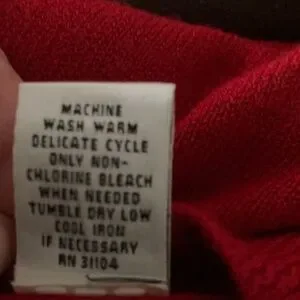 MACHINE
WASH WARM
DELICATE CYCLE
ONLY NON-
CHLORINE BLEACH
WHEN NEEDED
TUMBLE DRY LOW
COOL IRON
IF NECESSARY
RN 31104